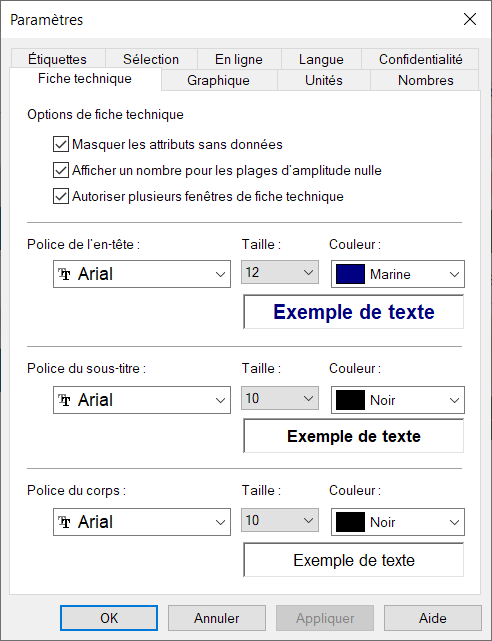 Paramètres
Étiquettes Sélection En ligne Langue Confidentialité
Fiche technique Graphique Unités Nombres
Options de fiche technique
Masquer les attributs sans données
Afficher un nombre pour les plages d'amplitude nulle
Autoriser plusieurs fenêtres de fiche technique
Police de l'en-tête : Taille : Couleur :
Arial 12 Marine
Exemple de texte
Police du sous-titre : Taille : Couleur :
Arial 10 Noir
Exemple de texte
Police du corps : Taille : Couleur :
Arial 10 Noir
Exemple de texte
OK Annuler Appliquer Aide